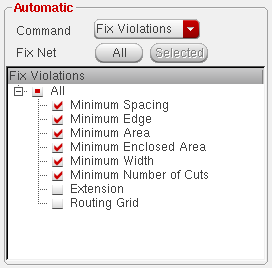 Automatic
Command Fix Violations
Fix Net All Selected
Fix Violations
All
Minimum Spacing
Minimum Edge
Minimum Area
Minimum Enclosed Area
Minimum Width
Minimum Number of Cuts
Extension
Routing Grid